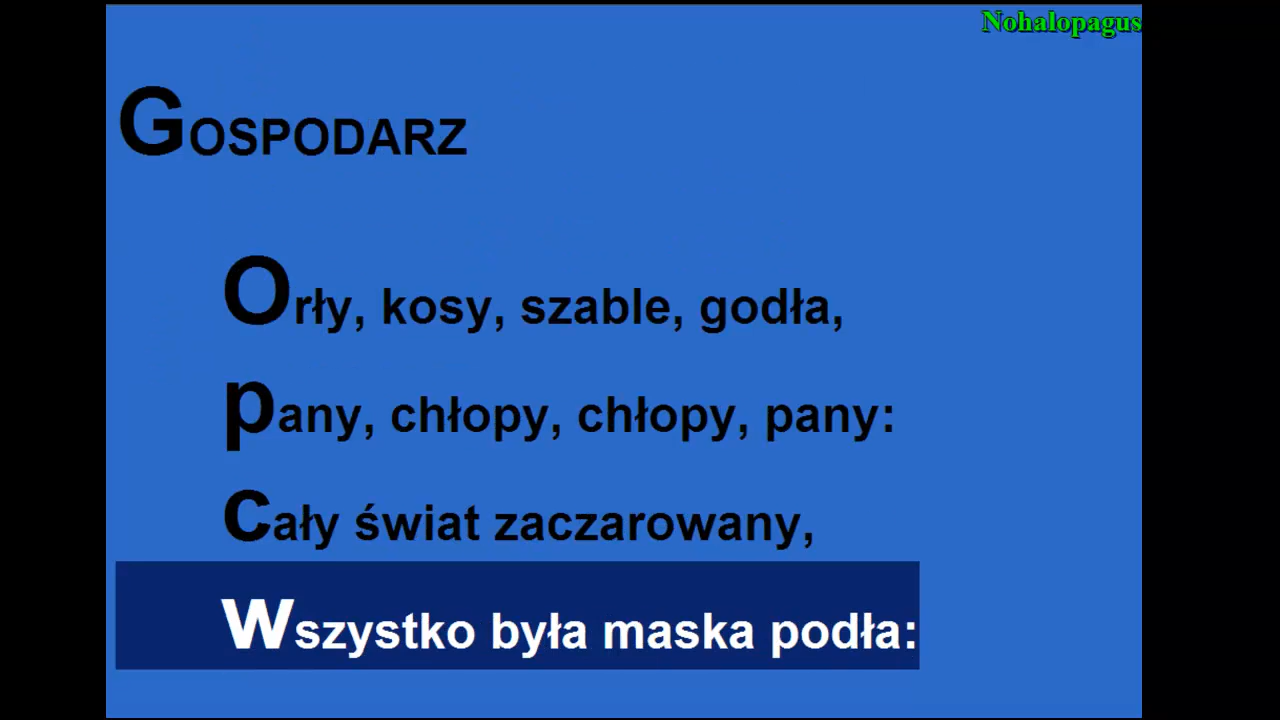 Nohalopagus
GOSPODARZ
Orły, kosy, szable, godła,
pany, chłopy, chłopy, pany:
cały świat zaczarowany,
wszystko była maska podła: